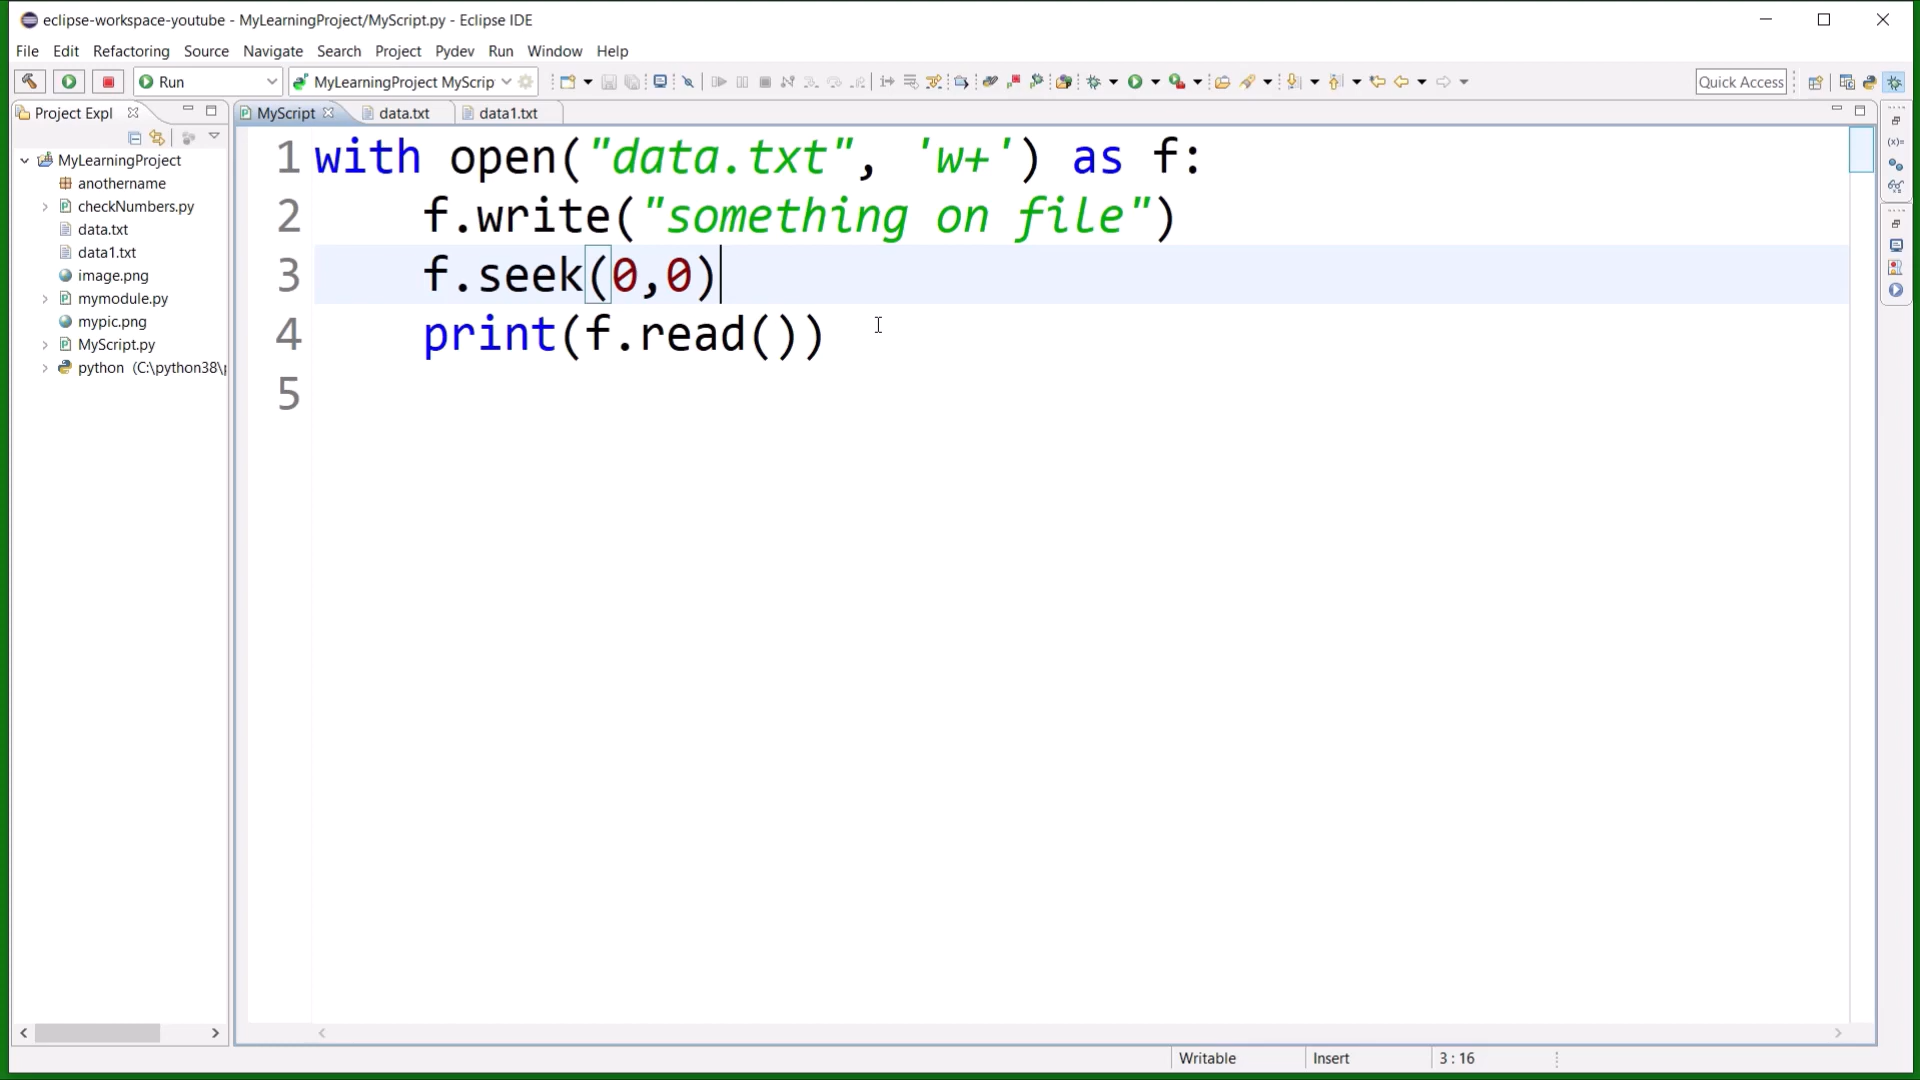 eclipse-workspace-youtube - MyLearningProject/MyScript.py - Eclipse IDE
File Edit Refactoring Source Navigate Search Project Pydev Run Window Help
Run MyLearningProject MyScrip Quick Access
Project Expl MyScript data.txt data1.txt
MyLearningProject
anothername
checkNumbers.py
data.txt
data1.txt
image.png
mymodule.py
mypic.png
MyScript.py
python (C:\python38\
1 with open("data.txt", 'w+') as f:
2 f.write("something on file")
3 f.seek(0,0)
4 print(f.read())
5
Writable Insert 3 : 16